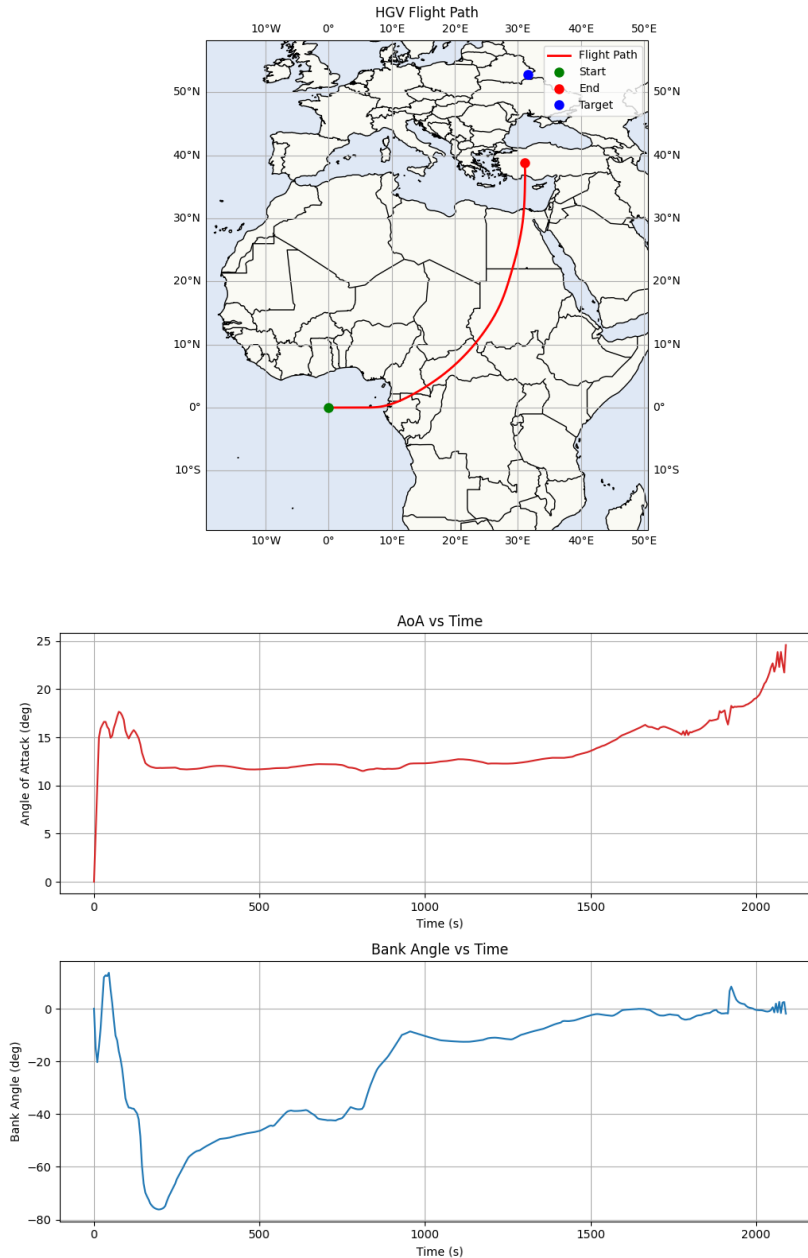 HGV Flight Path
10°W 0° 10°E 20°E 30°E 40°E 50°E
Flight Path
Start
End
Target
50°N 50°N
40°N 40°N
30°N 30°N
20°N 20°N
10°N 10°N
0° 0°
10°S 10°S
10°W 0° 10°E 20°E 30°E 40°E 50°E
AoA vs Time
Angle of Attack (deg)
25
20
15
10
5
0
0 500 1000 1500 2000
Time (s)
Bank Angle vs Time
Bank Angle (deg)
0
−20
−40
−60
−80
0 500 1000 1500 2000
Time (s)